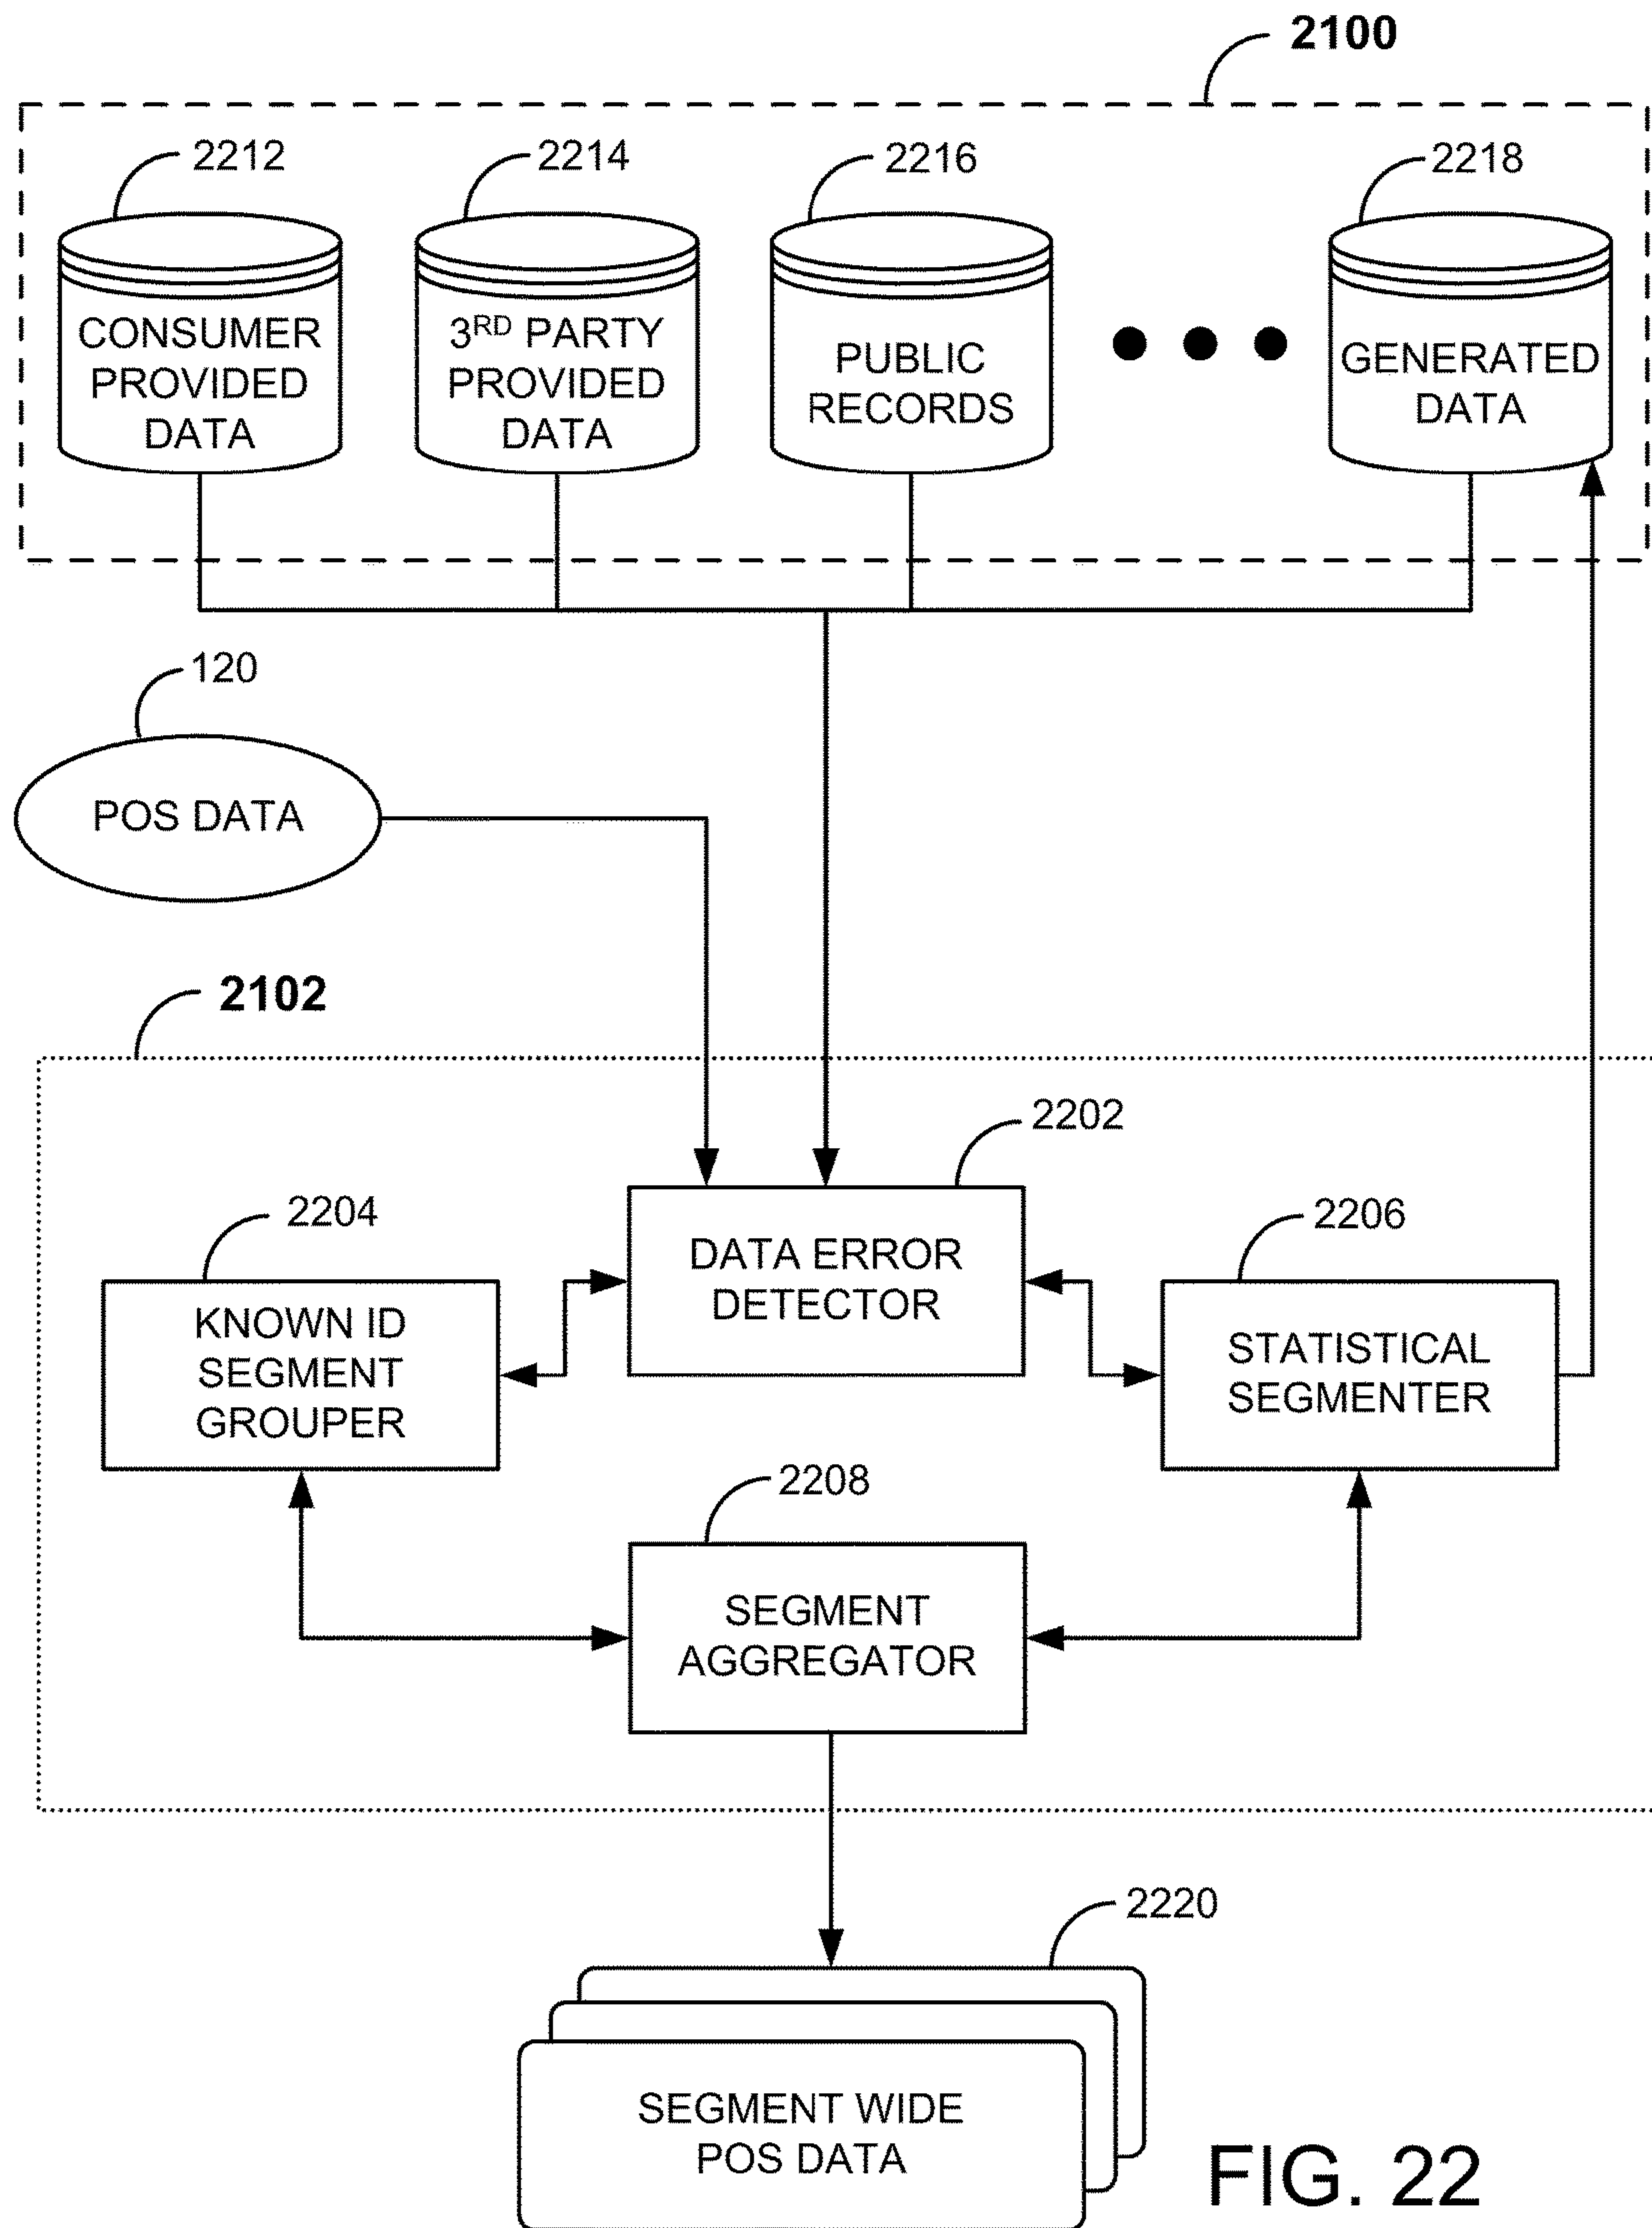 2100
2212
2214
2216
2218
CONSUMER
PROVIDED
DATA
3RD PARTY
PROVIDED
DATA
PUBLIC
RECORDS
GENERATED
DATA
120
POS DATA
2102
2202
2204
2206
DATA ERROR
DETECTOR
KNOWN ID
SEGMENT
GROUPER
STATISTICAL
SEGMENTER
2208
SEGMENT
AGGREGATOR
2220
SEGMENT WIDE
POS DATA
FIG. 22